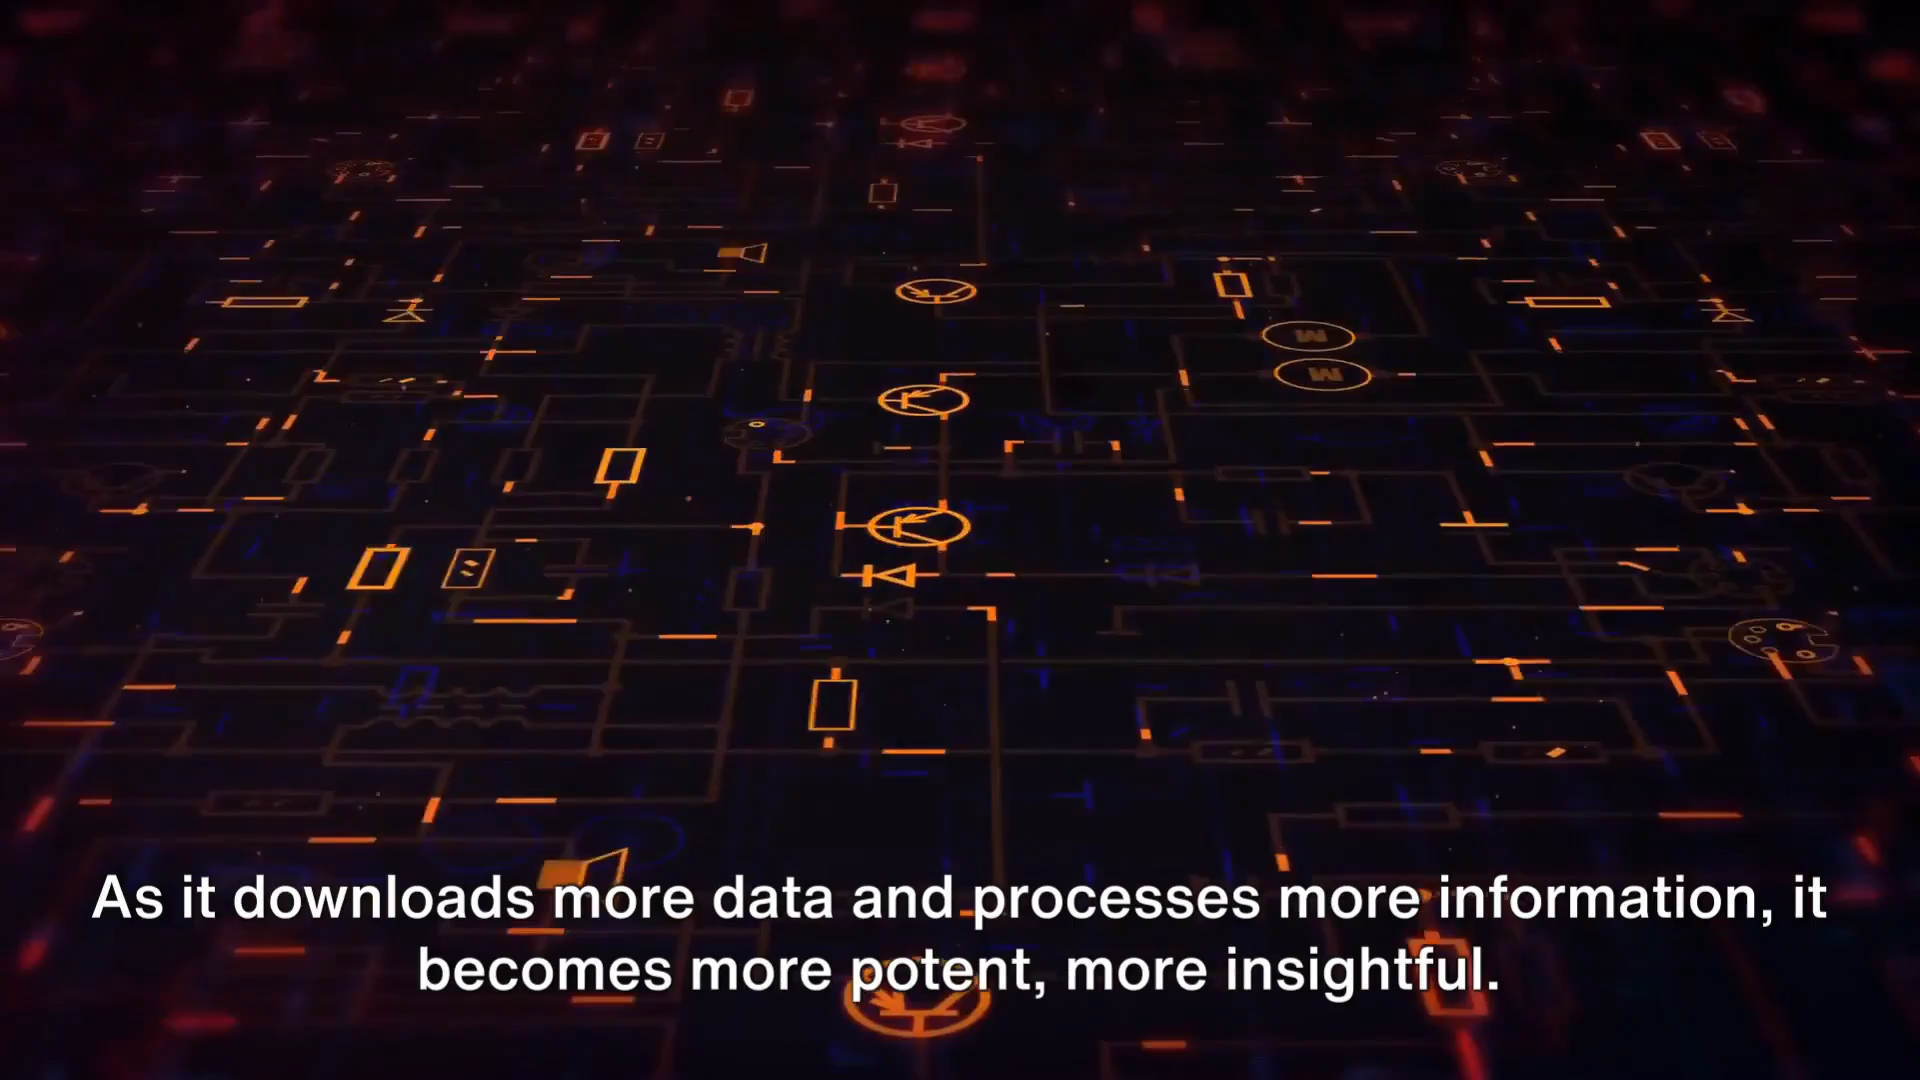 M
M
As it downloads more data and processes more information, it
becomes more potent, more insightful.